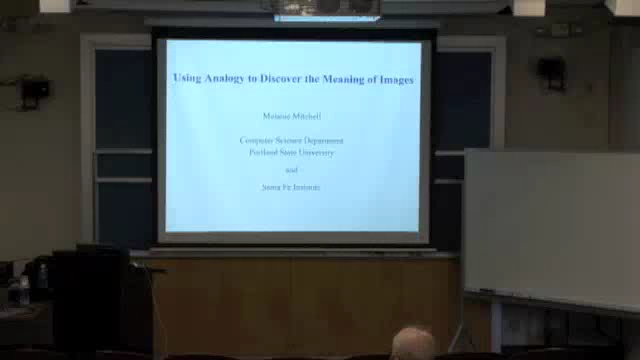 Using Analogy to Discover the Meaning of Images
Melanie Mitchell
Computer Science Department
Portland State University
and
Santa Fe Institute